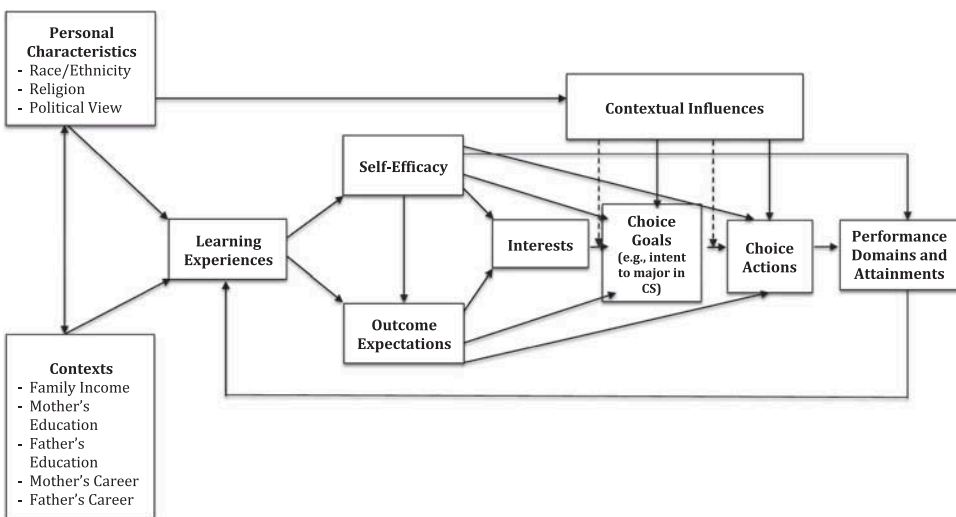 Personal
Characteristics
- Race/Ethnicity
- Religion
- Political View
Contextual Influences
Self-Efficacy
Learning
Experiences
Interests
Choice
Goals
(e.g., intent
to major in
CS)
Choice
Actions
Performance
Domains and
Attainments
Outcome
Expectations
Contexts
- Family Income
- Mother's
Education
- Father's
Education
- Mother's Career
- Father's Career